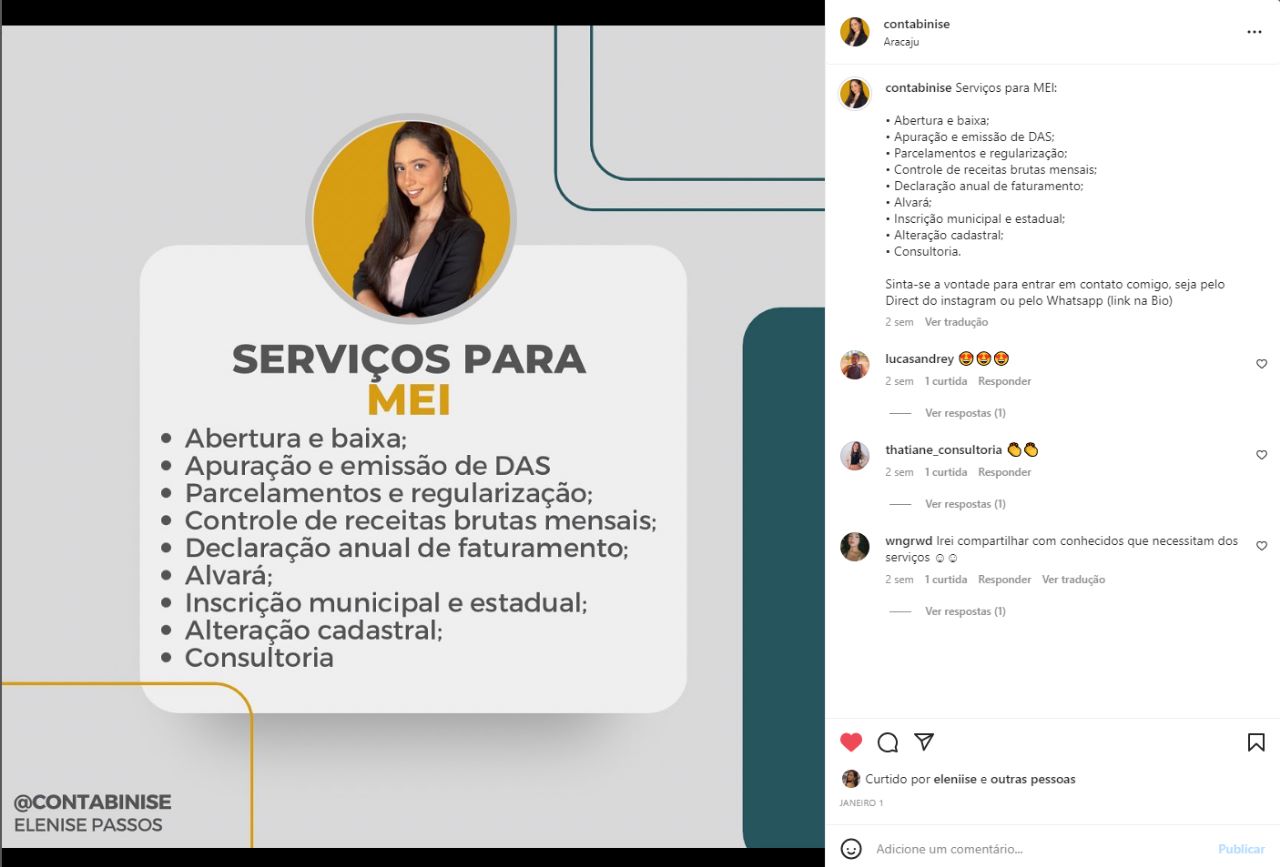 SERVIÇOS PARA
MEI
• Abertura e baixa;
• Apuração e emissão de DAS
• Parcelamentos e regularização;
• Controle de receitas brutas mensais;
• Declaração anual de faturamento;
• Alvará;
• Inscrição municipal e estadual;
• Alteração cadastral;
• Consultoria
@CONTABINISE
ELENISE PASSOS
contabinise
Aracaju
contabinise Serviços para MEI:
• Abertura e baixa;
• Apuração e emissão de DAS;
• Parcelamentos e regularização;
• Controle de receitas brutas mensais;
• Declaração anual de faturamento;
• Alvará;
• Inscrição municipal e estadual;
• Alteração cadastral;
• Consultoria.
Sinta-se a vontade para entrar em contato comigo, seja pelo
Direct do instagram ou pelo Whatsapp (link na Bio)
2 sem Ver tradução
lucasandrey 🤩🤩🤩
2 sem 1 curtida Responder
Ver respostas (1)
thatiane_consultoria 👏👏
2 sem 1 curtida Responder
Ver respostas (1)
wngrwd Irei compartilhar com conhecidos que necessitam dos
serviços ☺☺
2 sem 1 curtida Responder Ver tradução
Ver respostas (1)
Curtido por eleniise e outras pessoas
JANEIRO 1
Adicione um comentário... Publicar